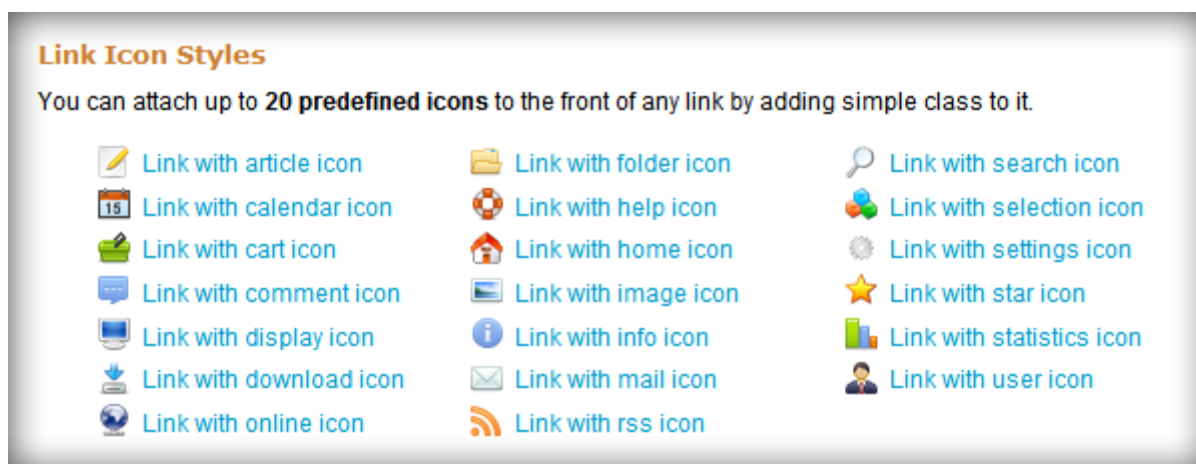 Link Icon Styles
You can attach up to 20 predefined icons to the front of any link by adding simple class to it.
Link with article icon
Link with calendar icon
Link with cart icon
Link with comment icon
Link with display icon
Link with download icon
Link with online icon
Link with folder icon
Link with help icon
Link with home icon
Link with image icon
Link with info icon
Link with mail icon
Link with rss icon
Link with search icon
Link with selection icon
Link with settings icon
Link with star icon
Link with statistics icon
Link with user icon
15